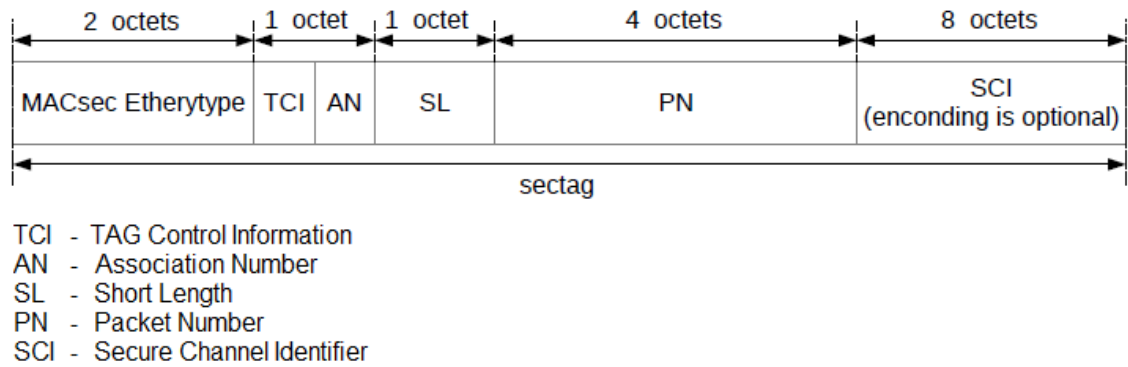 2 octets 1 octet 1 octet 4 octets 8 octets
MACsec Etherytype TCI AN SL PN SCI
(enconding is optional)
sectag
TCI - TAG Control Information
AN - Association Number
SL - Short Length
PN - Packet Number
SCI - Secure Channel Identifier